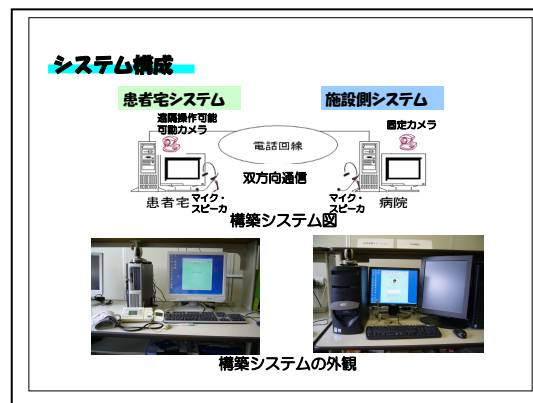 システム構成
患者宅システム
施設側システム
遠隔操作可能
可動カメラ
固定カメラ
電話回線
双方向通信
患者宅
マイク・
スピーカ
マイク・
スピーカ
病院
構築システム図
構築システムの外観